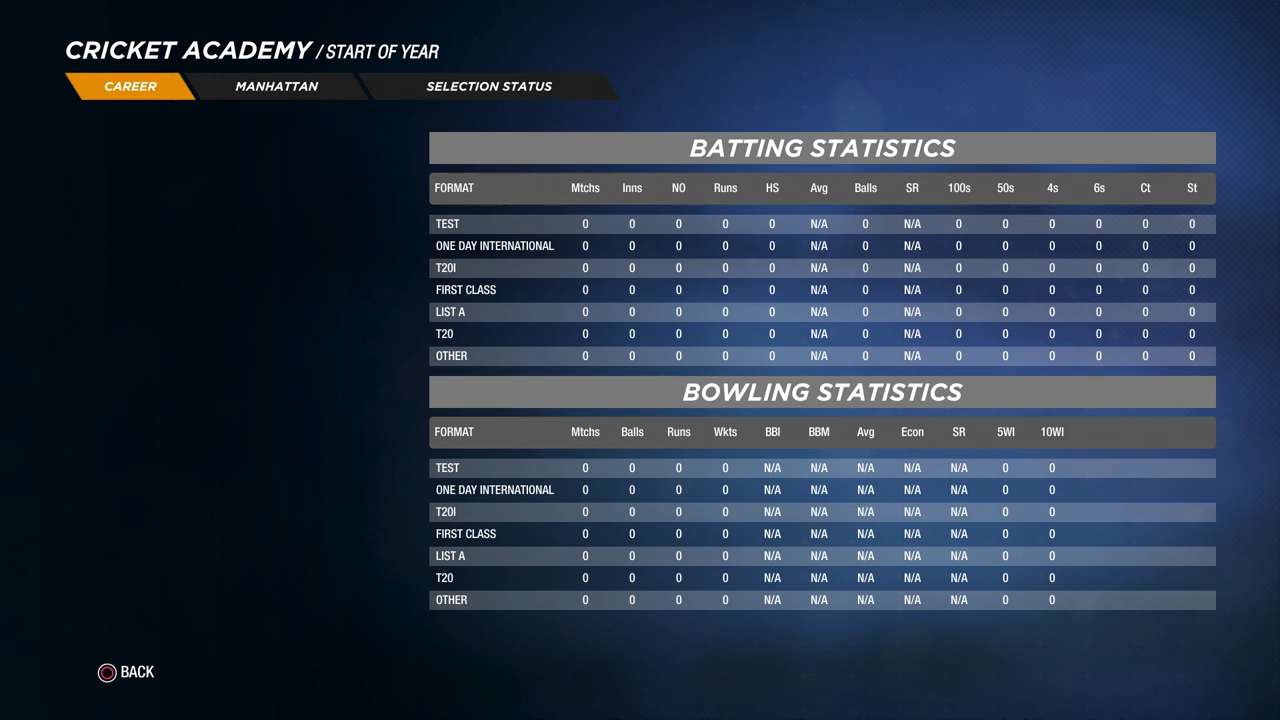 CRICKET ACADEMY / START OF YEAR
CAREER MANHATTAN SELECTION STATUS
BATTING STATISTICS
FORMAT Mtchs Inns NO Runs HS Avg Balls SR 100s 50s 4s 6s Ct St
TEST 0 0 0 0 0 N/A 0 N/A 0 0 0 0 0 0
ONE DAY INTERNATIONAL 0 0 0 0 0 N/A 0 N/A 0 0 0 0 0 0
T20I 0 0 0 0 0 N/A 0 N/A 0 0 0 0 0 0
FIRST CLASS 0 0 0 0 0 N/A 0 N/A 0 0 0 0 0 0
LIST A 0 0 0 0 0 N/A 0 N/A 0 0 0 0 0 0
T20 0 0 0 0 0 N/A 0 N/A 0 0 0 0 0 0
OTHER 0 0 0 0 0 N/A 0 N/A 0 0 0 0 0 0
BOWLING STATISTICS
FORMAT Mtchs Balls Runs Wkts BBI BBM Avg Econ SR 5WI 10WI
TEST 0 0 0 0 N/A N/A N/A N/A N/A 0 0
ONE DAY INTERNATIONAL 0 0 0 0 N/A N/A N/A N/A N/A 0 0
T20I 0 0 0 0 N/A N/A N/A N/A N/A 0 0
FIRST CLASS 0 0 0 0 N/A N/A N/A N/A N/A 0 0
LIST A 0 0 0 0 N/A N/A N/A N/A N/A 0 0
T20 0 0 0 0 N/A N/A N/A N/A N/A 0 0
OTHER 0 0 0 0 N/A N/A N/A N/A N/A 0 0
BACK